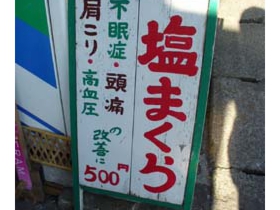 塩まくら
不眠症・頭痛
肩こり・高血圧
の改善に
500円